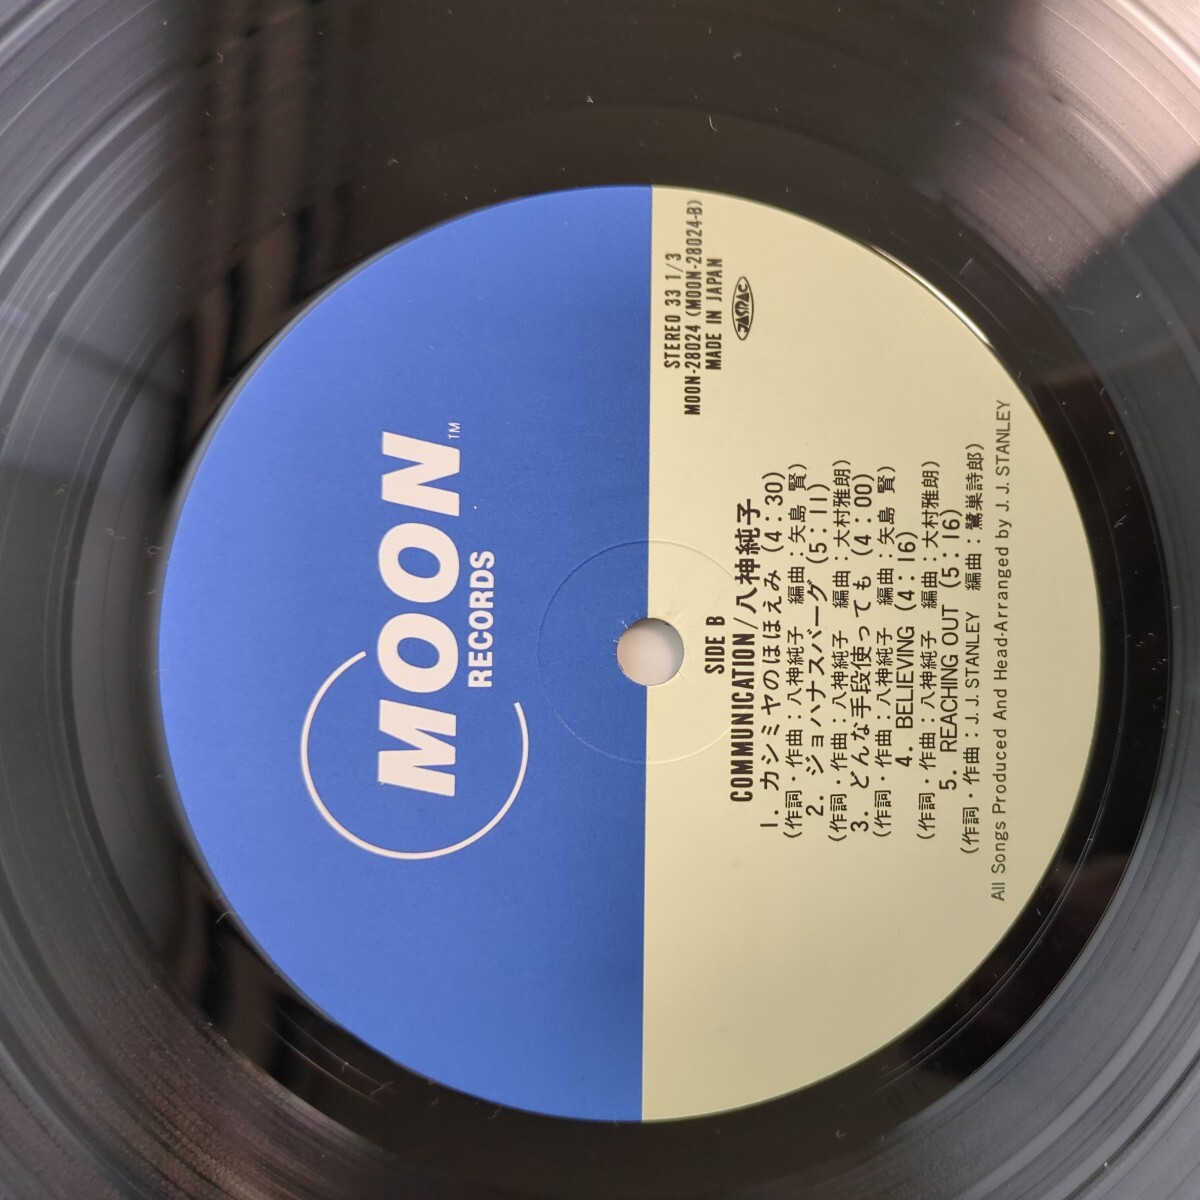 MOON™
RECORDS
STEREO 33 1/3
MOON-28024 (MOON-28024-B)
MADE IN JAPAN
JASRAC
SIDE B
COMMUNICATION/八神純子
1. カシミヤのほほえみ (4:30)
(作詞・作曲:八神純子 編曲:矢島 賢)
2. ジョハナスバーグ (5:11)
(作詞・作曲:八神純子 編曲:大村雅朗)
3. どんな手段使っても (4:00)
(作詞・作曲:八神純子 編曲:矢島 賢)
4. BELIEVING (4:16)
(作詞・作曲:八神純子 編曲:大村雅朗)
5. REACHING OUT (5:16)
(作詞・作曲:J.J. STANLEY 編曲:鷺巣詩郎)
All Songs Produced And Head-Arranged by J.J. STANLEY